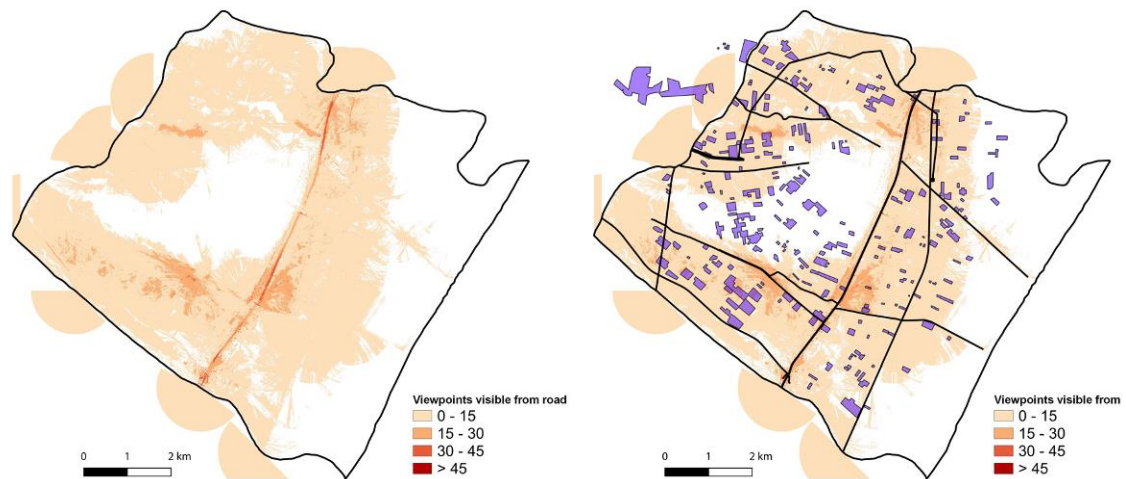 Viewpoints visible from road
0 - 15
15 - 30
30 - 45
> 45
0 1 2 km
Viewpoints visible from
0 - 15
15 - 30
30 - 45
> 45
0 1 2 km